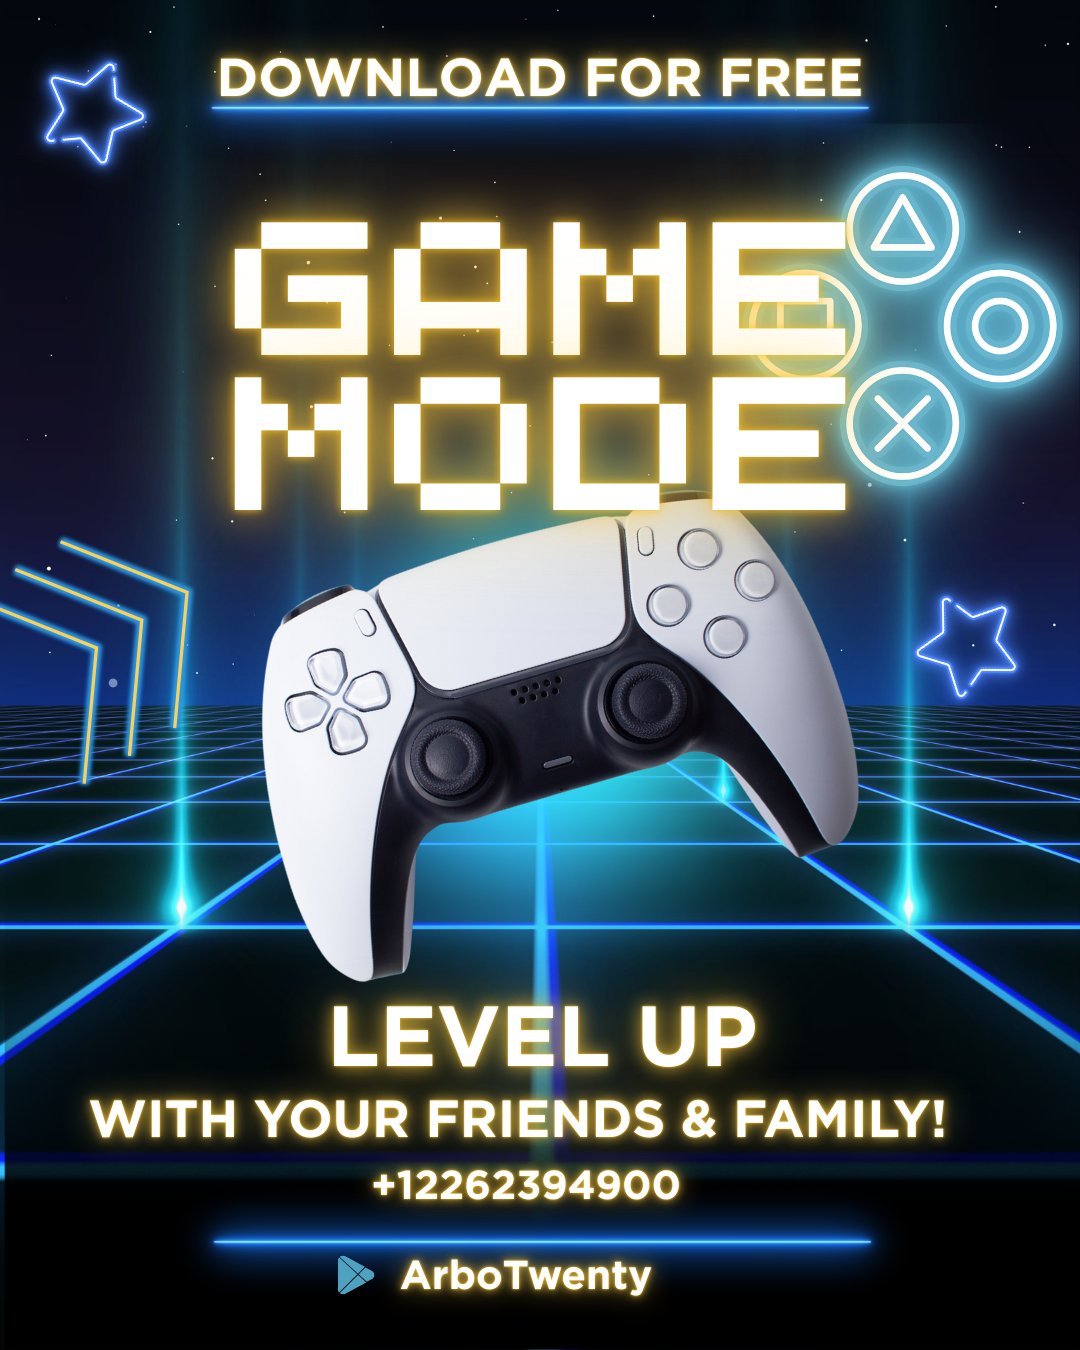 DOWNLOAD FOR FREE
GAME
MODE
LEVEL UP
WITH YOUR FRIENDS & FAMILY!
+12262394900
ArboTwenty